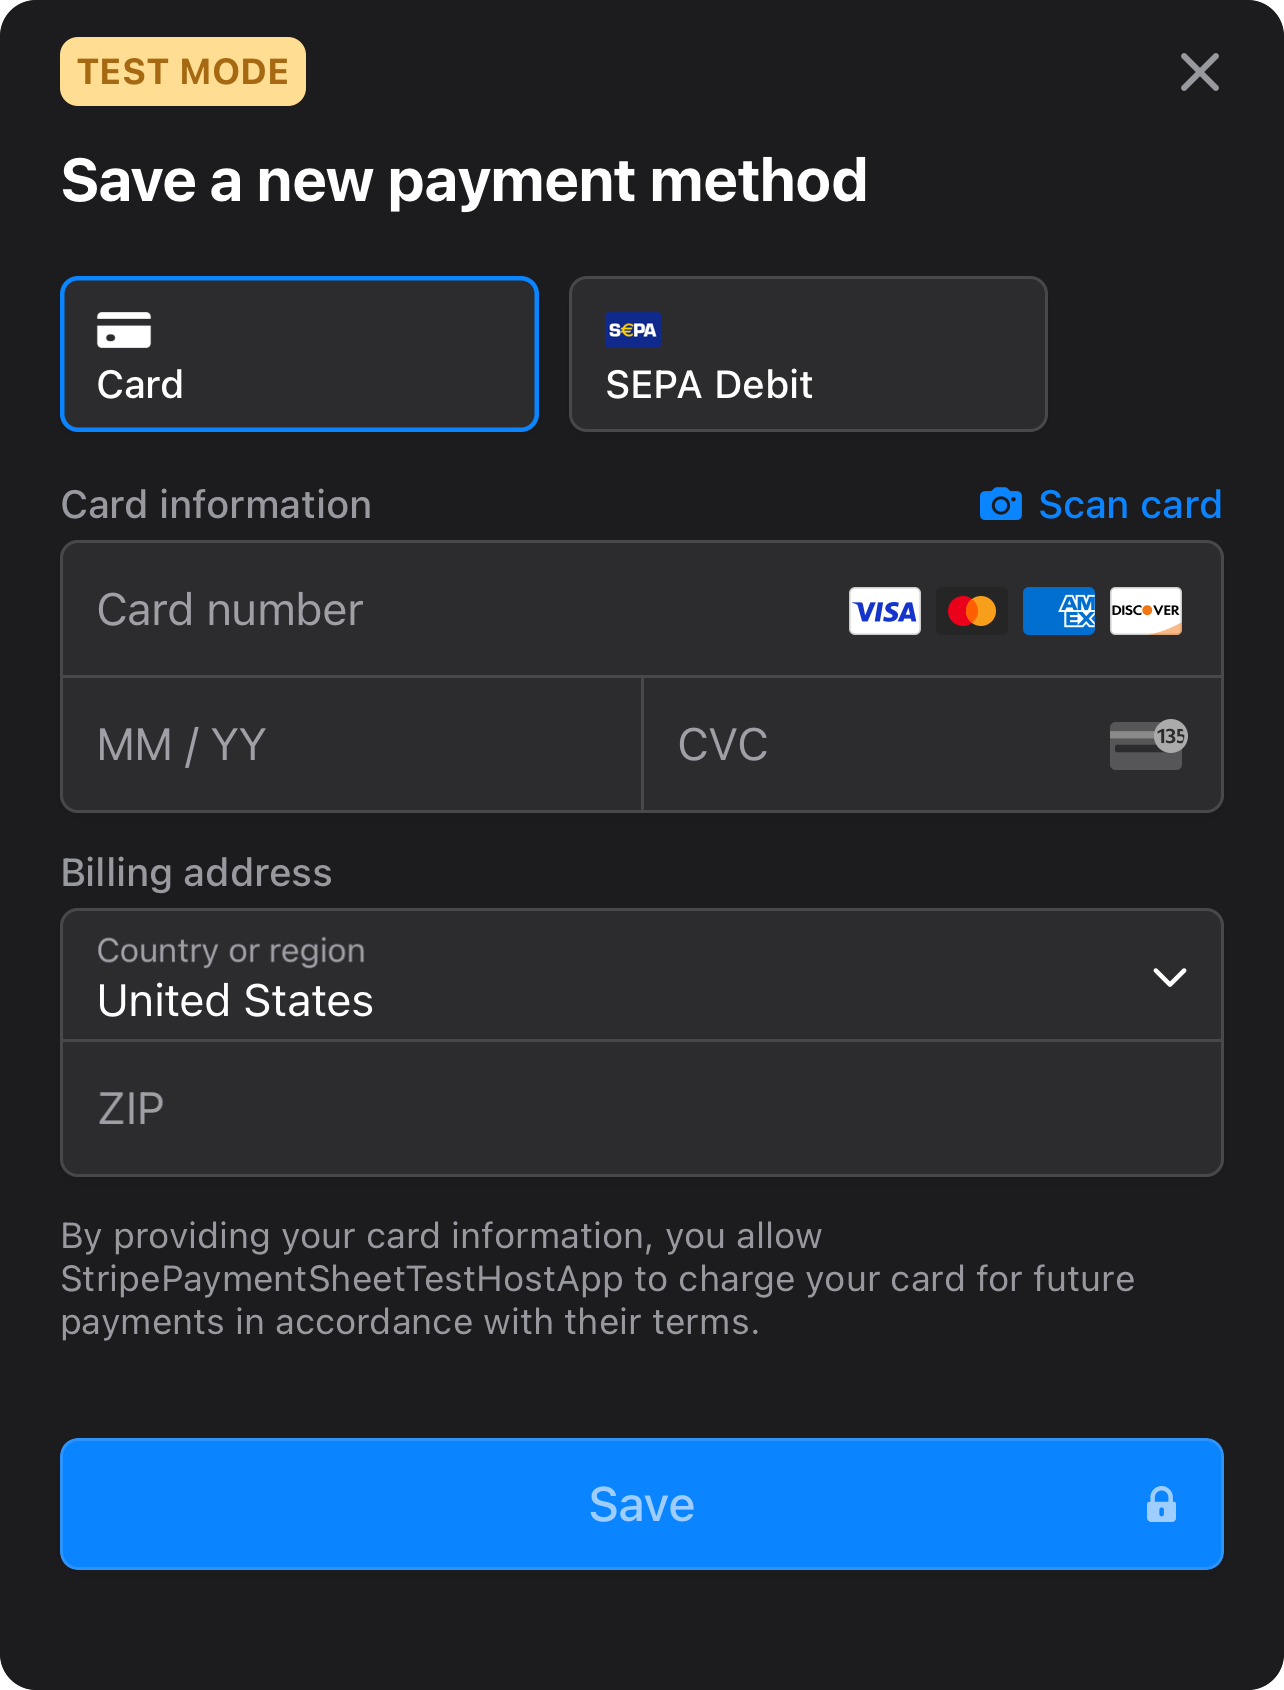 TEST MODE
Save a new payment method
Card
S€PA
SEPA Debit
Card information
Scan card
Card number
VISA
AM
EX
DISCOVER
MM / YY
CVC
135
Billing address
Country or region
United States
ZIP
By providing your card information, you allow
StripePaymentSheetTestHostApp to charge your card for future
payments in accordance with their terms.
Save